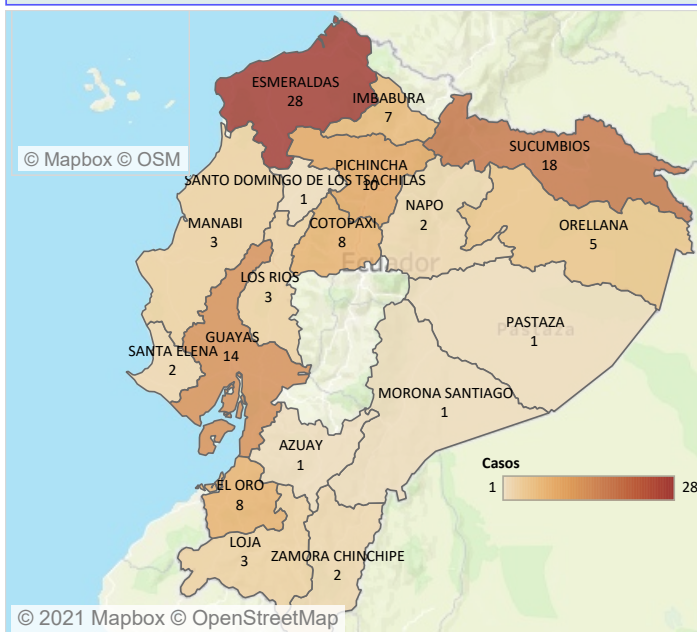 ESMERALDAS
28
IMBABURA
7
© Mapbox © OSM
SUCUMBIOS
18
PICHINCHA
10
SANTO DOMINGO DE LOS TSACHILAS
1
NAPO
2
MANABI
3
COTOPAXI
8
ORELLANA
5
Ecuador
LOS RIOS
3
PASTAZA
1
Pastaza
GUAYAS
14
SANTA ELENA
2
MORONA SANTIAGO
1
AZUAY
1
Casos
1 28
EL ORO
8
LOJA
3
ZAMORA CHINCHIPE
2
© 2021 Mapbox © OpenStreetMap